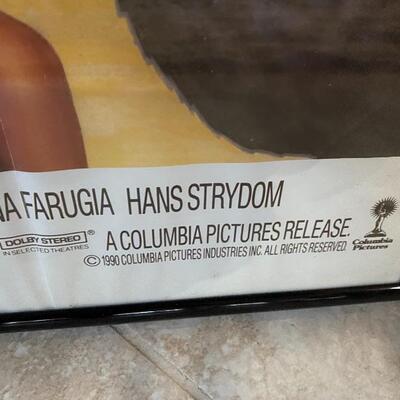 NA FARUGIA HANS STRYDOM
DOLBY STEREO ®
IN SELECTED THEATRES
A COLUMBIA PICTURES RELEASE.
© 1990 COLUMBIA PICTURES INDUSTRIES INC. ALL RIGHTS RESERVED.
Columbia
Pictures